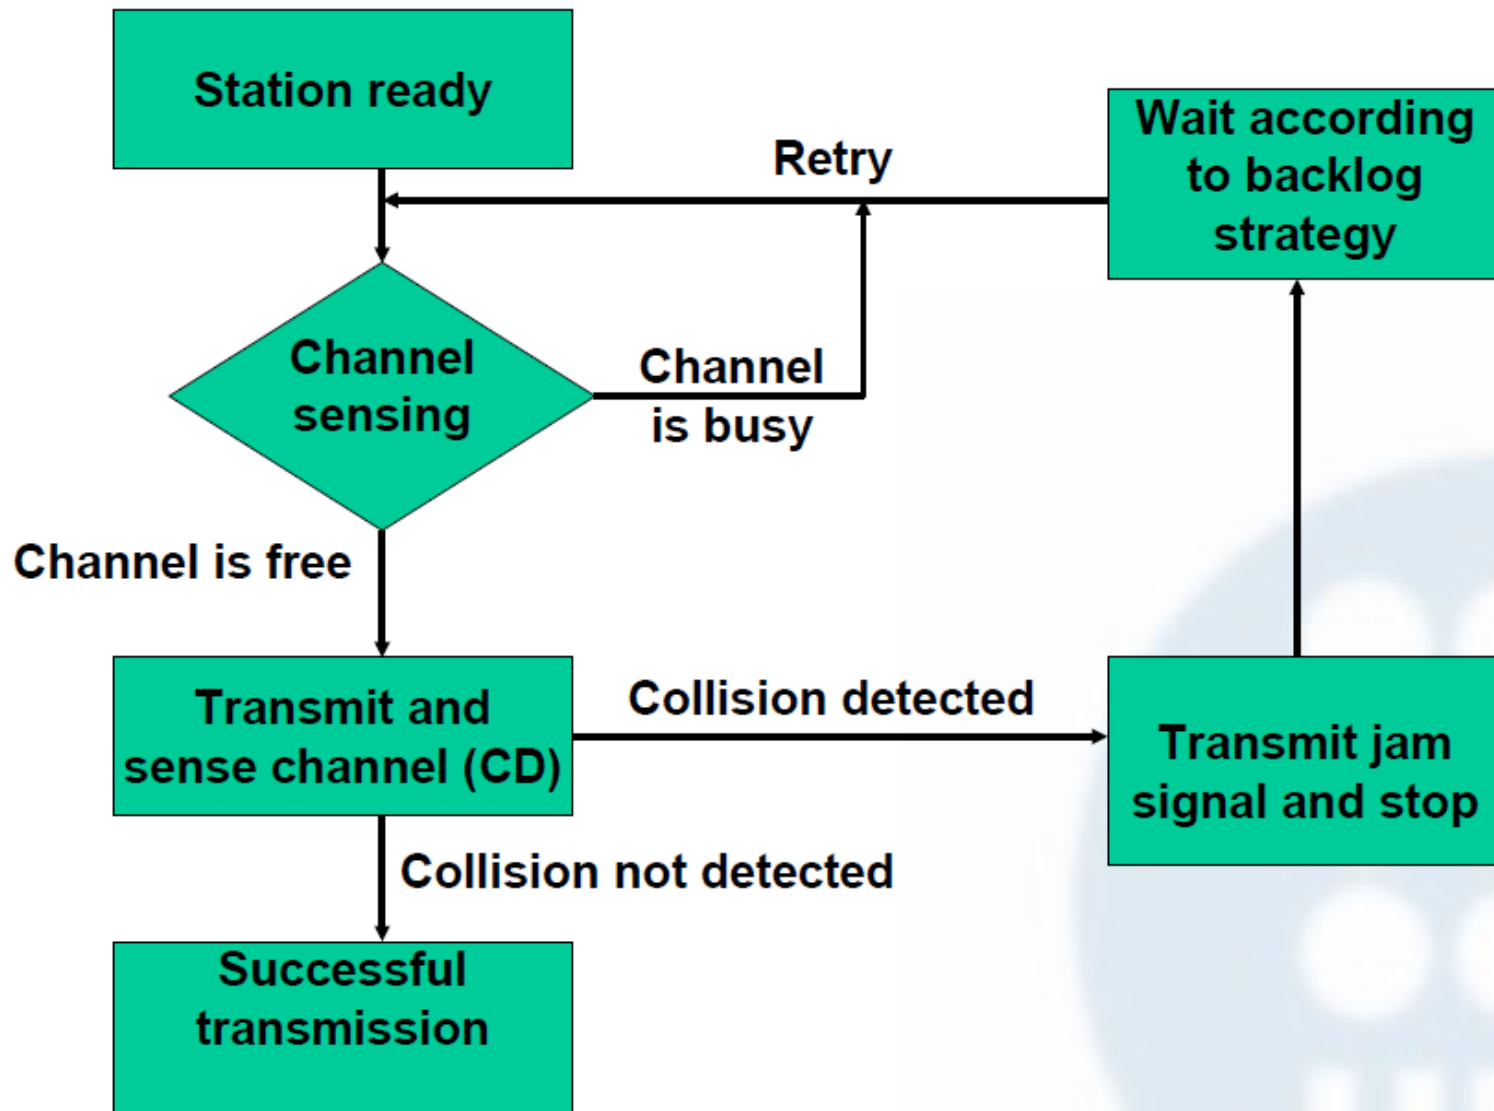 Station ready
Wait according
to backlog
strategy
Retry
Channel
sensing
Channel
is busy
Channel is free
Transmit and
sense channel (CD)
Collision detected
Transmit jam
signal and stop
Collision not detected
Successful
transmission